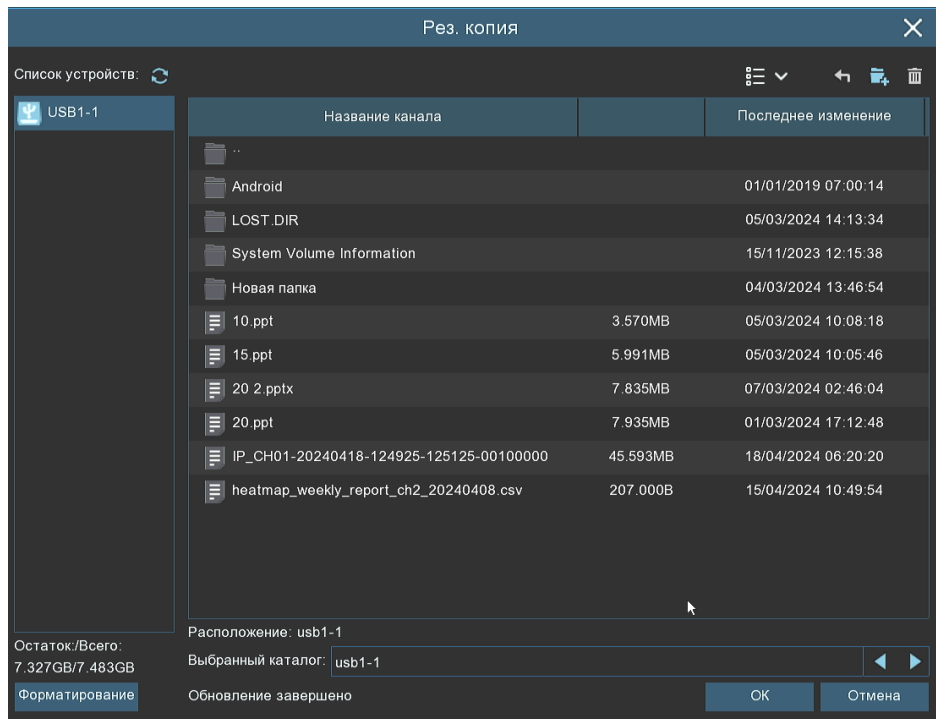 Рез. копия
Список устройств:
USB1-1
Название канала Последнее изменение
..
Android 01/01/2019 07:00:14
LOST.DIR 05/03/2024 14:13:34
System Volume Information 15/11/2023 12:15:38
Новая папка 04/03/2024 13:46:54
10.ppt 3.570MB 05/03/2024 10:08:18
15.ppt 5.991MB 05/03/2024 10:05:46
20 2.pptx 7.835MB 07/03/2024 02:46:04
20.ppt 7.935MB 01/03/2024 17:12:48
IP_CH01-20240418-124925-125125-00100000 45.593MB 18/04/2024 06:20:20
heatmap_weekly_report_ch2_20240408.csv 207.000B 15/04/2024 10:49:54
Расположение: usb1-1
Остаток:/Всего:
7.327GB/7.483GB
Выбранный каталог: usb1-1
Форматирование Обновление завершено OK Отмена